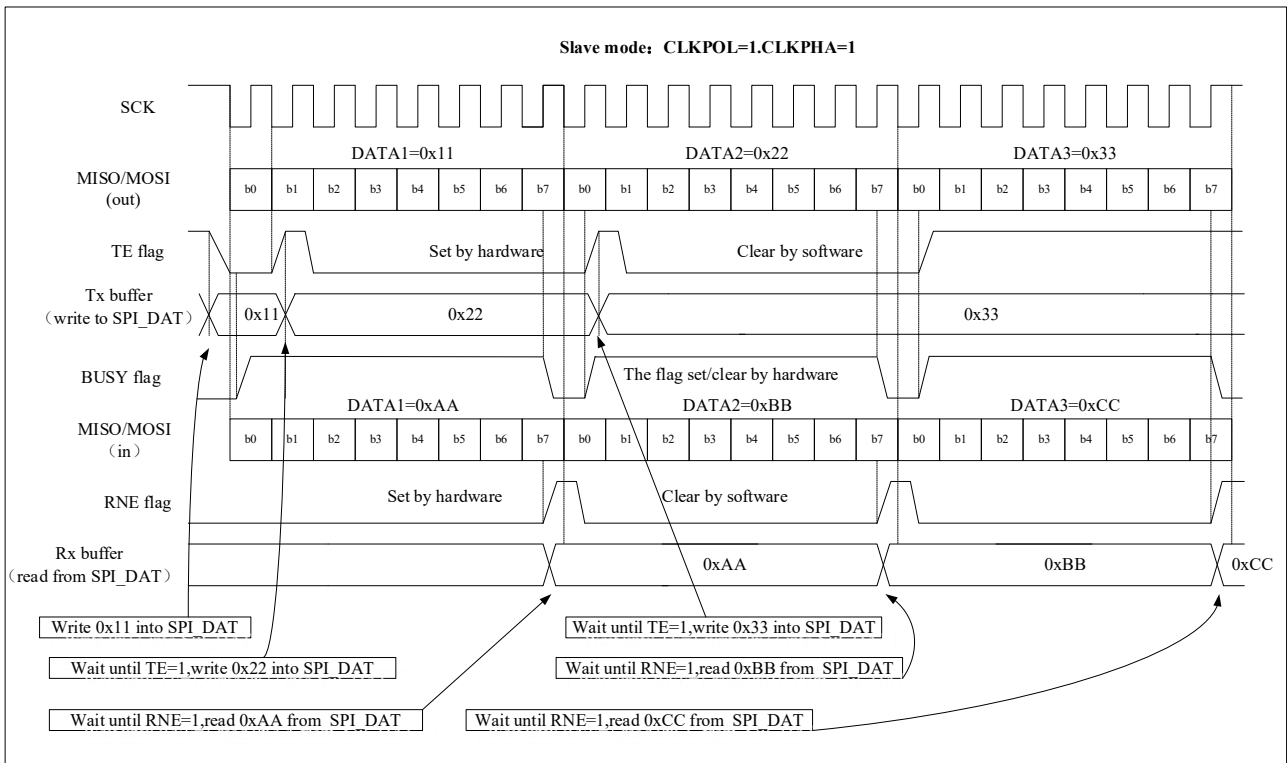 Slave mode：CLKPOL=1.CLKPHA=1
SCK
DATA1=0x11 DATA2=0x22 DATA3=0x33
MISO/MOSI
(out)
b0 b1 b2 b3 b4 b5 b6 b7 b0 b1 b2 b3 b4 b5 b6 b7 b0 b1 b2 b3 b4 b5 b6 b7
TE flag Set by hardware Clear by software
Tx buffer
（write to SPI_DAT）
0x11 0x22 0x33
BUSY flag The flag set/clear by hardware
DATA1=0xAA DATA2=0xBB DATA3=0xCC
MISO/MOSI
（in）
b0 b1 b2 b3 b4 b5 b6 b7 b0 b1 b2 b3 b4 b5 b6 b7 b0 b1 b2 b3 b4 b5 b6 b7
RNE flag Set by hardware Clear by software
Rx buffer
（read from SPI_DAT）
0xAA 0xBB 0xCC
Write 0x11 into SPI_DAT
Wait until TE=1,write 0x33 into SPI_DAT
Wait until TE=1,write 0x22 into SPI_DAT
Wait until RNE=1,read 0xBB from SPI_DAT
Wait until RNE=1,read 0xAA from SPI_DAT
Wait until RNE=1,read 0xCC from SPI_DAT